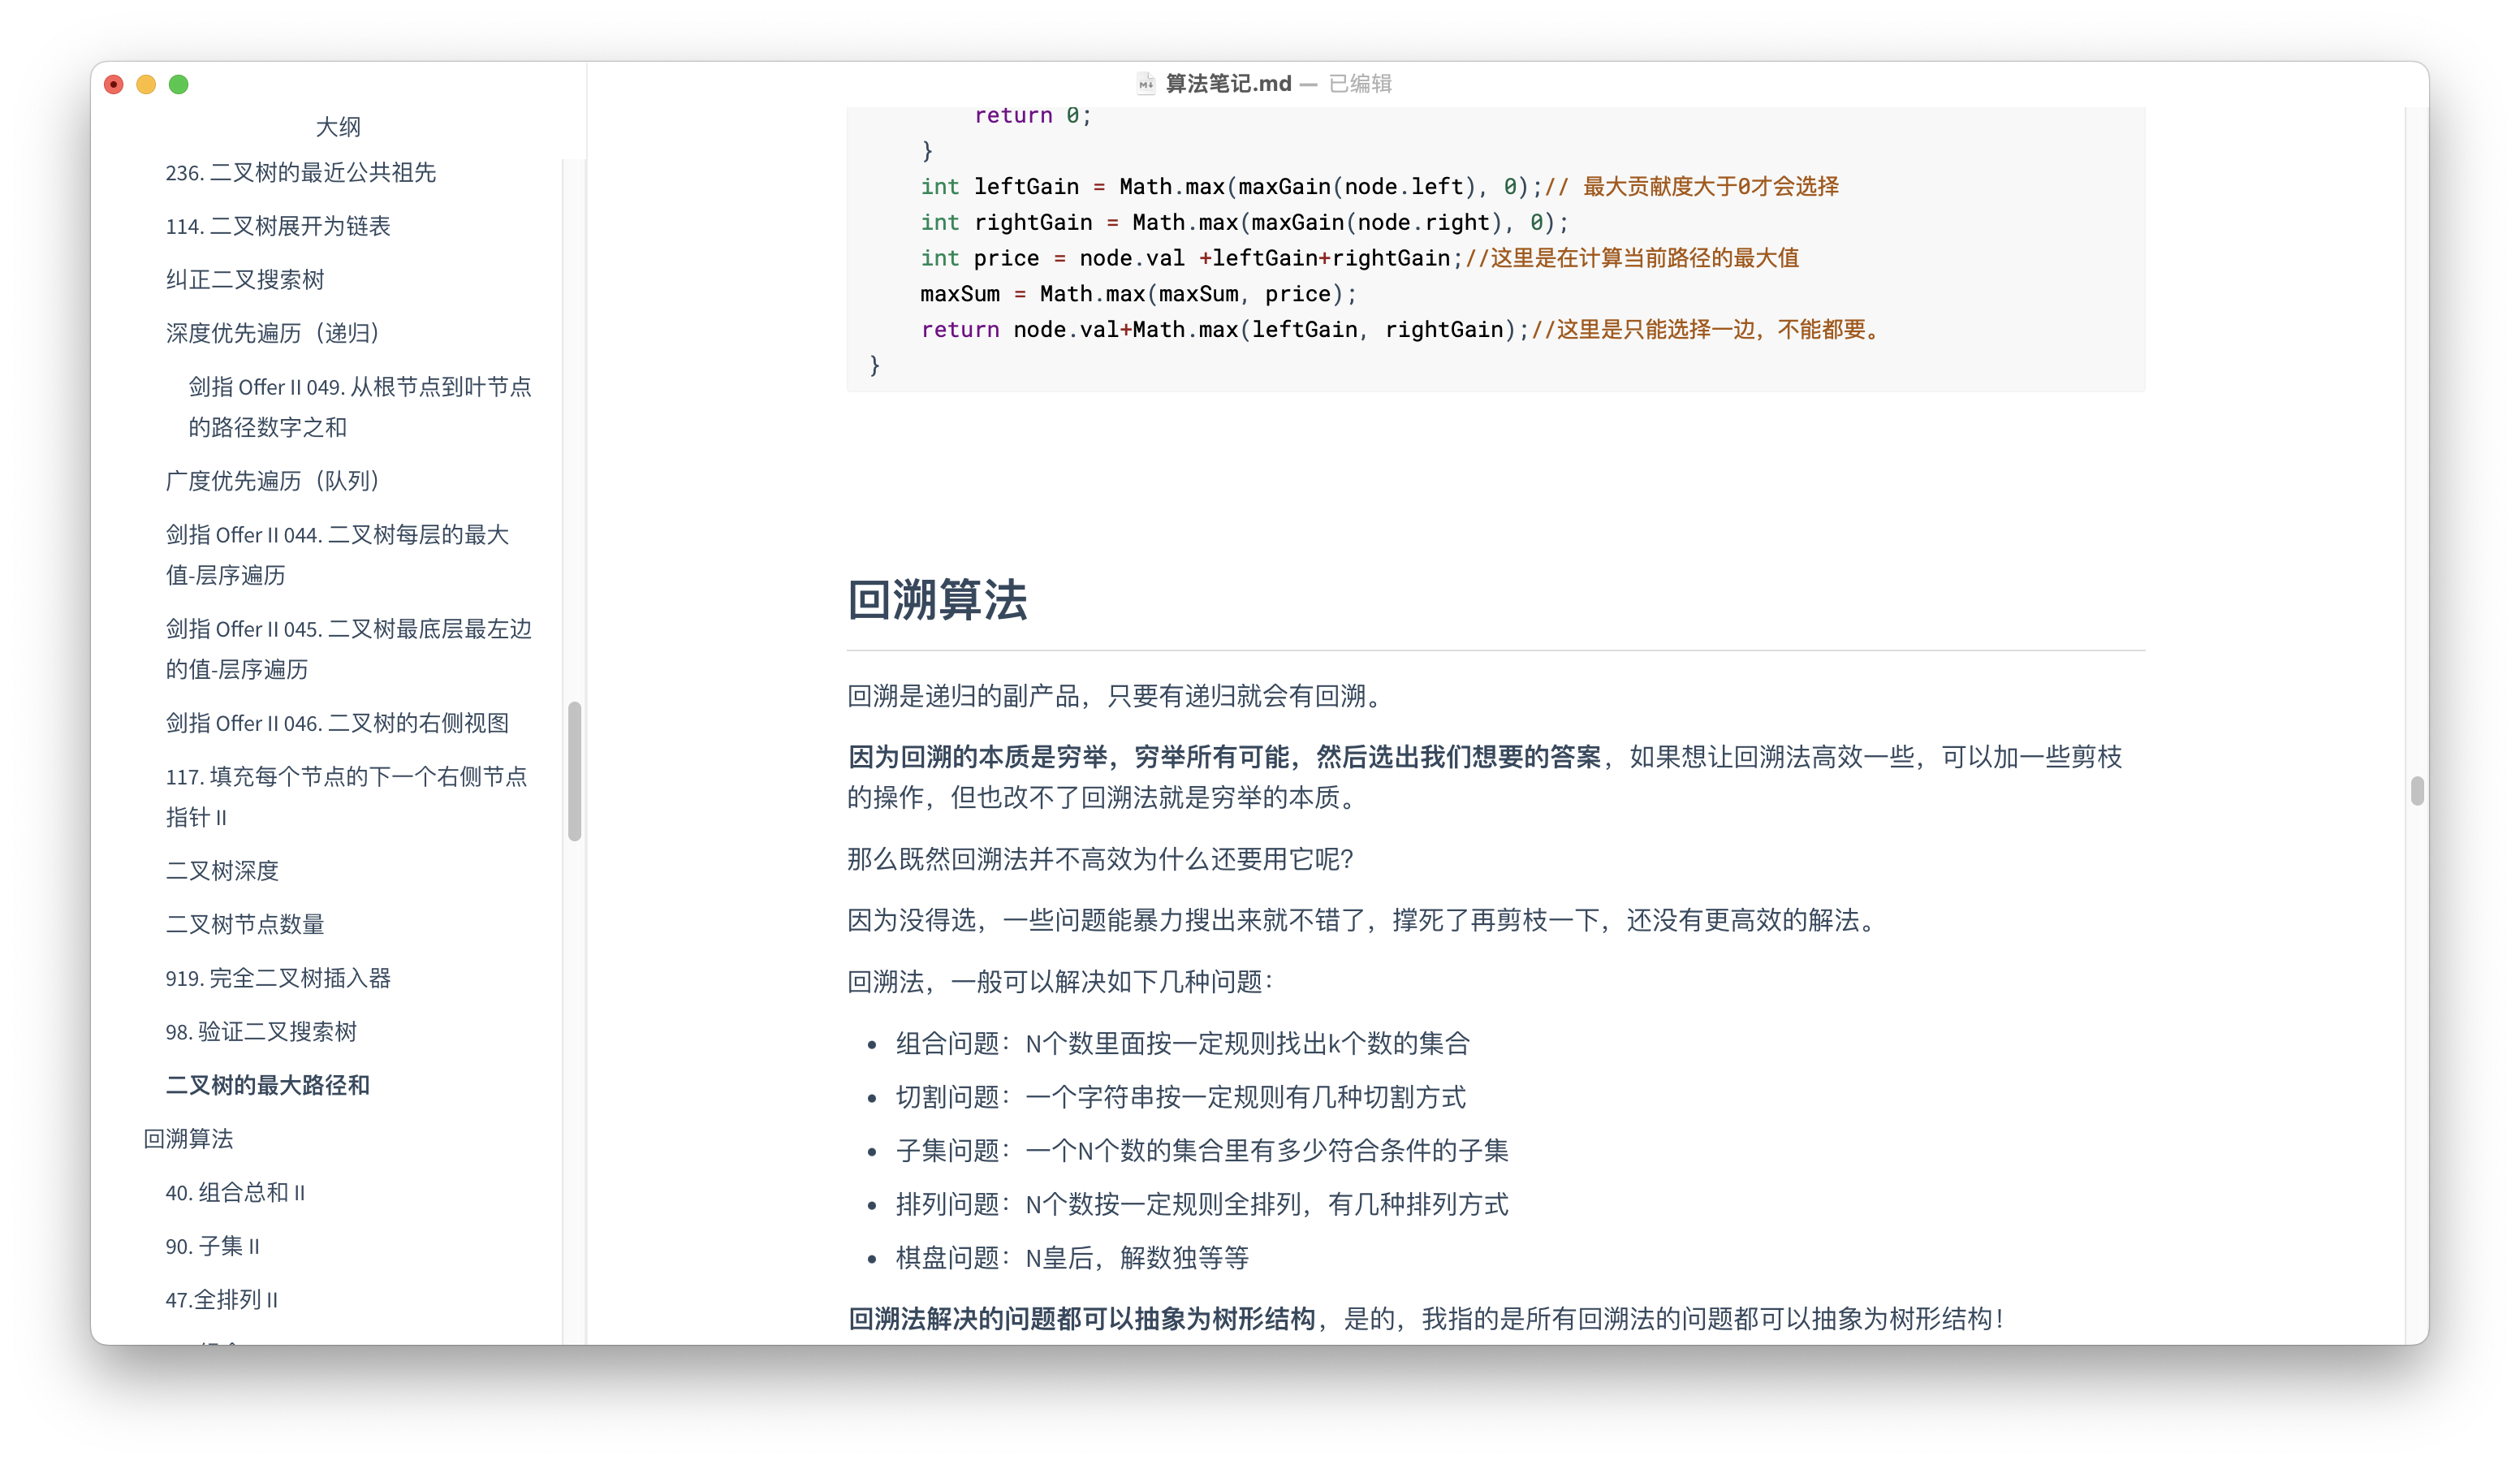 算法笔记.md — 已编辑
大纲
236. 二叉树的最近公共祖先
114. 二叉树展开为链表
纠正二叉搜索树
深度优先遍历（递归）
剑指 Offer II 049. 从根节点到叶节点
的路径数字之和
广度优先遍历（队列）
剑指 Offer II 044. 二叉树每层的最大
值-层序遍历
剑指 Offer II 045. 二叉树最底层最左边
的值-层序遍历
剑指 Offer II 046. 二叉树的右侧视图
117. 填充每个节点的下一个右侧节点
指针 II
二叉树深度
二叉树节点数量
919. 完全二叉树插入器
98. 验证二叉搜索树
二叉树的最大路径和
回溯算法
40. 组合总和 II
90. 子集 II
47.全排列 II
return 0;
}
int leftGain = Math.max(maxGain(node.left), 0);// 最大贡献度大于0才会选择
int rightGain = Math.max(maxGain(node.right), 0);
int price = node.val +leftGain+rightGain;//这里是在计算当前路径的最大值
maxSum = Math.max(maxSum, price);
return node.val+Math.max(leftGain, rightGain);//这里是只能选择一边，不能都要。
}
回溯算法
回溯是递归的副产品，只要有递归就会有回溯。
因为回溯的本质是穷举，穷举所有可能，然后选出我们想要的答案，如果想让回溯法高效一些，可以加一些剪枝
的操作，但也改不了回溯法就是穷举的本质。
那么既然回溯法并不高效为什么还要用它呢?
因为没得选，一些问题能暴力搜出来就不错了，撑死了再剪枝一下，还没有更高效的解法。
回溯法，一般可以解决如下几种问题：
• 组合问题：N个数里面按一定规则找出k个数的集合
• 切割问题：一个字符串按一定规则有几种切割方式
• 子集问题：一个N个数的集合里有多少符合条件的子集
• 排列问题：N个数按一定规则全排列，有几种排列方式
• 棋盘问题：N皇后，解数独等等
回溯法解决的问题都可以抽象为树形结构，是的，我指的是所有回溯法的问题都可以抽象为树形结构！